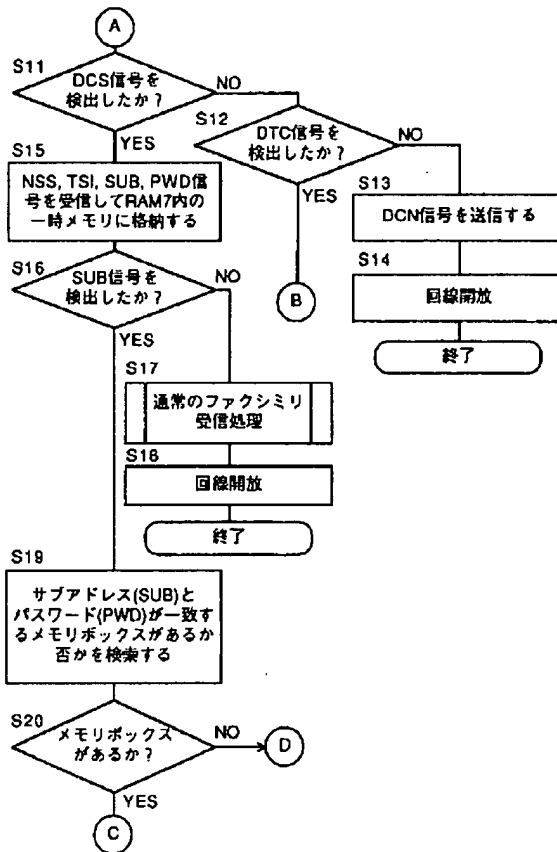 A
S11
DCS信号を
検出したか？
NO
YES
S12
DTC信号を
検出したか？
NO
YES
S13
DCN信号を送信する
S14
回線開放
終了
B
S15
NSS, TSI, SUB, PWD信
号を受信してRAM7内の
一時メモリに格納する
S16
SUB信号を
検出したか？
NO
YES
S17
通常のファクシミリ
受信処理
S18
回線開放
終了
S19
サブアドレス(SUB)と
パスワード(PWD)が一致す
るメモリボックスがあるか
否かを検索する
S20
メモリボックス
があるか？
NO
D
YES
C